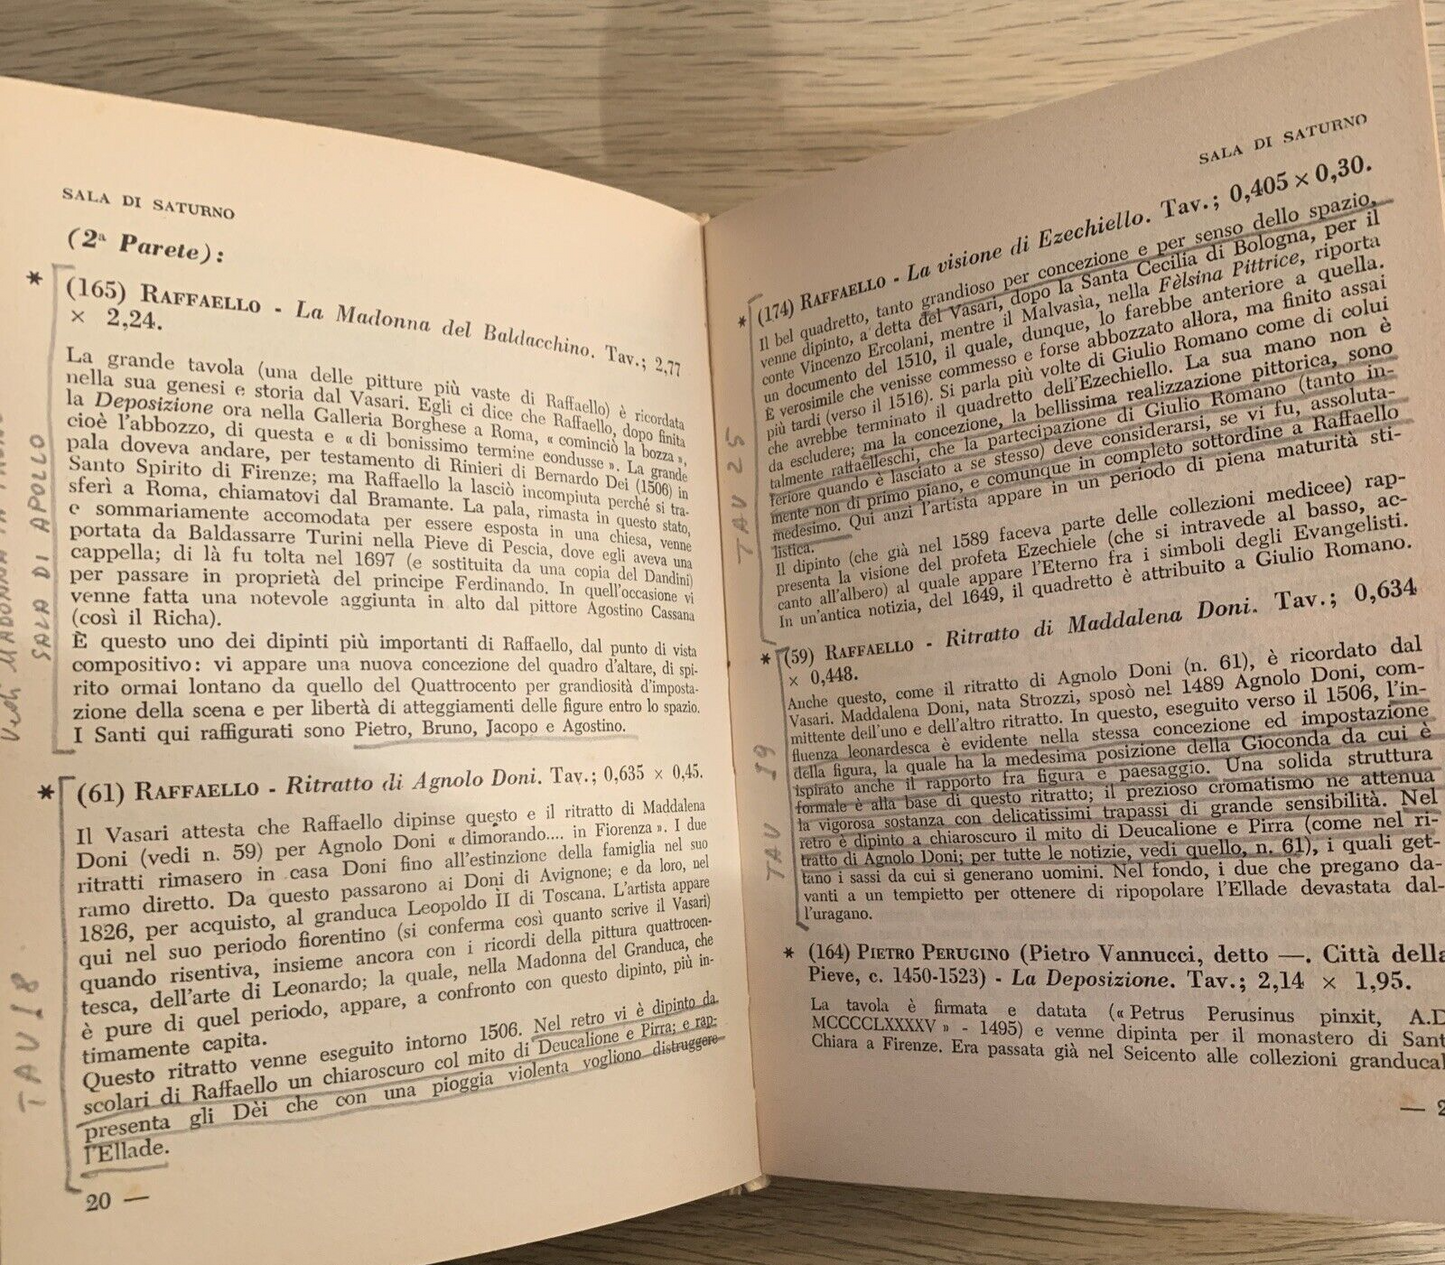 SALA DI SATURNO
(2ª Parete):
* (165) RAFFAELLO - La Madonna del Baldacchino. Tav.; 2,77
× 2,24.
La grande tavola (una delle pitture più vaste di Raffaello) è ricordata
nella sua genesi e storia dal Vasari. Egli ci dice che Raffaello, dopo finita
la Deposizione ora nella Galleria Borghese a Roma, « cominciò la bozza »,
cioè l'abbozzo, di questa e « di bonissimo termine condusse ». La grande
pala doveva andare, per testamento di Rinieri di Bernardo Dei (1506) in
Santo Spirito di Firenze; ma Raffaello la lasciò incompiuta perché si tra-
sferì a Roma, chiamatovi dal Bramante. La pala, rimasta in questo stato,
e sommariamente accomodata per essere esposta in una chiesa, venne
portata da Baldassarre Turini nella Pieve di Pescia, dove egli aveva una
cappella; di là fu tolta nel 1697 (e sostituita da una copia del Dandini)
per passare in proprietà del principe Ferdinando. In quell'occasione vi
venne fatta una notevole aggiunta in alto dal pittore Agostino Cassana
(così il Richa).
È questo uno dei dipinti più importanti di Raffaello, dal punto di vista
compositivo: vi appare una nuova concezione del quadro d'altare, di spi-
rito ormai lontano da quello del Quattrocento per grandiosità d'imposta-
zione della scena e per libertà di atteggiamenti delle figure entro lo spazio.
I Santi qui raffigurati sono Pietro, Bruno, Jacopo e Agostino.
Vedi MADONNA
SALA DI APOLLO
* (61) RAFFAELLO - Ritratto di Agnolo Doni. Tav.; 0,635 × 0,45.
Il Vasari attesta che Raffaello dipinse questo e il ritratto di Maddalena
Doni (vedi n. 59) per Agnolo Doni « dimorando.... in Fiorenza ». I due
ritratti rimasero in casa Doni fino all'estinzione della famiglia nel suo
ramo diretto. Da questo passarono ai Doni di Avignone; e da loro, nel
1826, per acquisto, al granduca Leopoldo II di Toscana. L'artista appare
qui nel suo periodo fiorentino (si conferma così quanto scrive il Vasari)
quando risentiva, insieme ancora con i ricordi della pittura quattrocen-
tesca, dell'arte di Leonardo; la quale, nella Madonna del Granduca, che
è pure di quel periodo, appare, a confronto con questo dipinto, più in-
timamente capita.
Questo ritratto venne eseguito intorno 1506. Nel retro vi è dipinto da
scolari di Raffaello un chiaroscuro col mito di Deucalione e Pirra; e rap-
presenta gli Dèi che con una pioggia violenta vogliono distruggere
l'Ellade.
TAV 18
20 —
SALA DI SATURNO
* (174) RAFFAELLO - La visione di Ezechiello. Tav.; 0,405 × 0,30.
Il bel quadretto, tanto grandioso per concezione e per senso dello spazio,
venne dipinto, a detta del Vasari, dopo la Santa Cecilia di Bologna, per il
conte Vincenzo Ercolani, mentre il Malvasia, nella Fèlsina Pittrice, riporta
un documento del 1510, il quale, dunque, lo farebbe anteriore a quella.
È verosimile che venisse commesso e forse abbozzato allora, ma finito assai
più tardi (verso il 1516). Si parla più volte di Giulio Romano come di colui
che avrebbe terminato il quadretto dell'Ezechiello. La sua mano non è
da escludere; ma la concezione, la bellissima realizzazione pittorica, sono
talmente raffaelleschi, che la partecipazione di Giulio Romano (tanto in-
feriore quando è lasciato a se stesso) deve considerarsi, se vi fu, assoluta-
mente non di primo piano, e comunque in completo sottordine a Raffaello
medesimo. Qui anzi l'artista appare in un periodo di piena maturità sti-
listica.
Il dipinto (che già nel 1589 faceva parte delle collezioni medicee) rap-
presenta la visione del profeta Ezechiele (che si intravede al basso, ac-
canto all'albero) al quale appare l'Eterno fra i simboli degli Evangelisti.
In un'antica notizia, del 1649, il quadretto è attribuito a Giulio Romano.
TAV 25
* (59) RAFFAELLO - Ritratto di Maddalena Doni. Tav.; 0,634
× 0,448.
Anche questo, come il ritratto di Agnolo Doni (n. 61), è ricordato dal
Vasari. Maddalena Doni, nata Strozzi, sposò nel 1489 Agnolo Doni, com-
mittente dell'uno e dell'altro ritratto. In questo, eseguito verso il 1506, l'in-
fluenza leonardesca è evidente nella stessa concezione ed impostazione
della figura, la quale ha la medesima posizione della Gioconda da cui è
ispirato anche il rapporto fra figura e paesaggio. Una solida struttura
formale è alla base di questo ritratto; il prezioso cromatismo ne attenua
la vigorosa sostanza con delicatissimi trapassi di grande sensibilità. Nel
retro è dipinto a chiaroscuro il mito di Deucalione e Pirra (come nel ri-
tratto di Agnolo Doni; per tutte le notizie, vedi quello, n. 61), i quali get-
tano i sassi da cui si generano uomini. Nel fondo, i due che pregano da-
vanti a un tempietto per ottenere di ripopolare l'Ellade devastata dal-
l'uragano.
TAV 19
* (164) PIETRO PERUGINO (Pietro Vannucci, detto —. Città della
Pieve, c. 1450-1523) - La Deposizione. Tav.; 2,14 × 1,95.
La tavola è firmata e datata (« Petrus Perusinus pinxit, A.D
MCCCCLXXXXV » - 1495) e venne dipinta per il monastero di Sant
Chiara a Firenze. Era passata già nel Seicento alle collezioni granducal
— 2